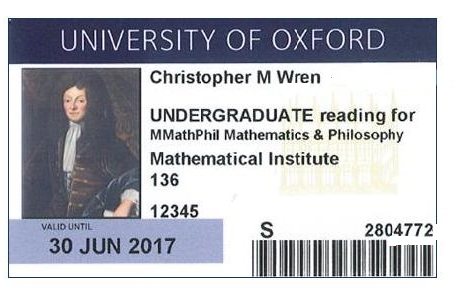 UNIVERSITY OF OXFORD
Christopher M Wren
UNDERGRADUATE reading for
MMathPhil Mathematics & Philosophy
Mathematical Institute
136
12345
VALID UNTIL
30 JUN 2017
S 2804772